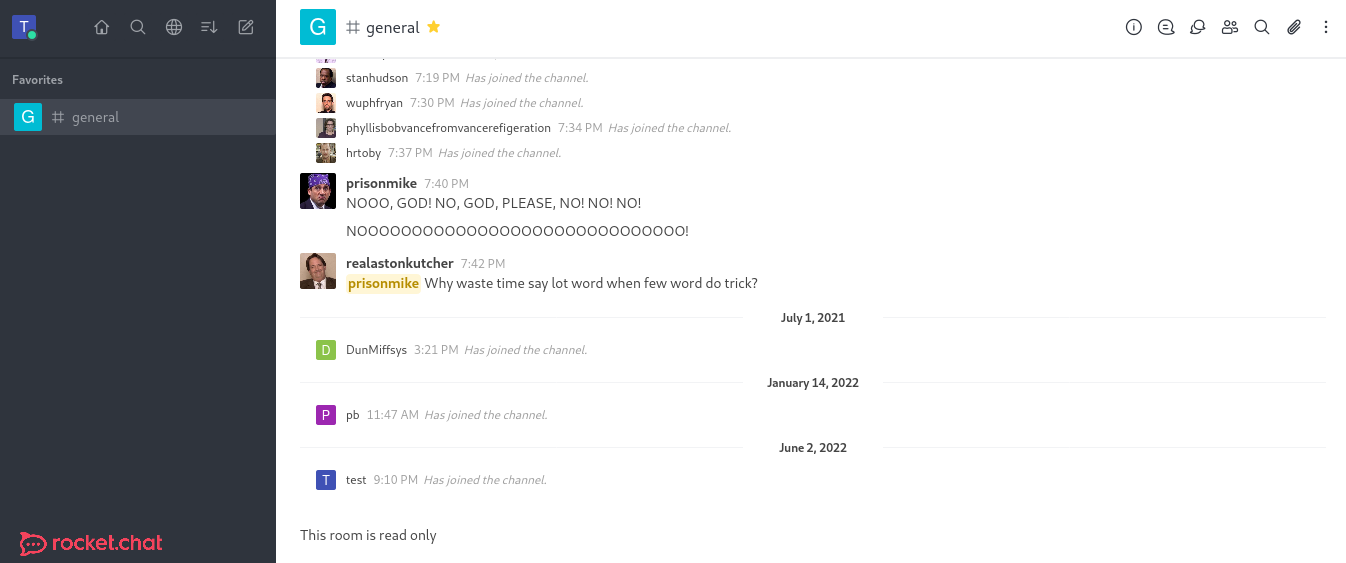 T
G general
Favorites
G general
stanhudson 7:19 PM Has joined the channel.
wuphfryan 7:30 PM Has joined the channel.
phyllisbobvancefromvancerefigeration 7:34 PM Has joined the channel.
hrtoby 7:37 PM Has joined the channel.
prisonmike 7:40 PM
NOOO, GOD! NO, GOD, PLEASE, NO! NO! NO!
NOOOOOOOOOOOOOOOOOOOOOOOOOOOOOOO!
realastonkutcher 7:42 PM
prisonmike Why waste time say lot word when few word do trick?
July 1, 2021
D DunMiffsys 3:21 PM Has joined the channel.
January 14, 2022
P pb 11:47 AM Has joined the channel.
June 2, 2022
T test 9:10 PM Has joined the channel.
This room is read only
rocket.chat